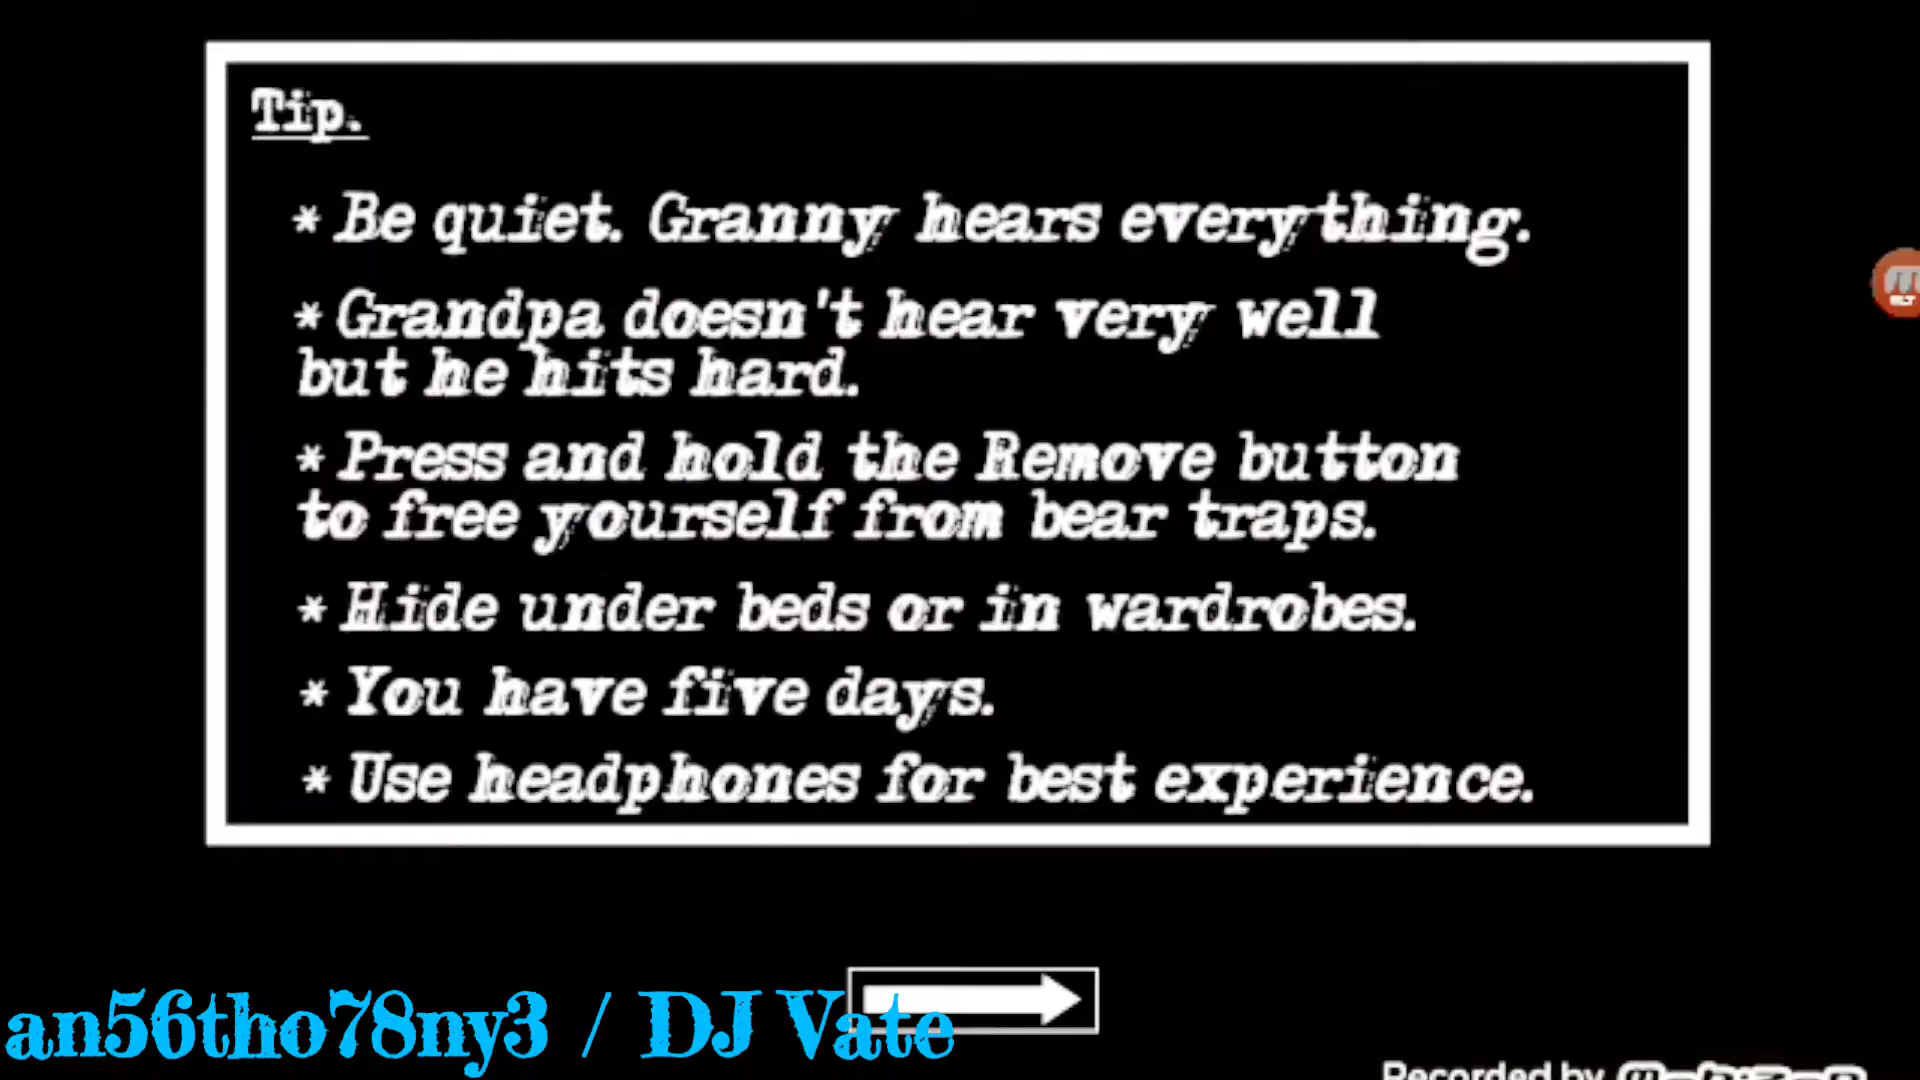 Tip.
* Be quiet. Granny hears everything.
* Grandpa doesn't hear very well
but he hits hard.
* Press and hold the Remove button
to free yourself from bear traps.
* Hide under beds or in wardrobes.
* You have five days.
* Use headphones for best experience.
an56tho78ny3 / DJ Vate
Recorded by